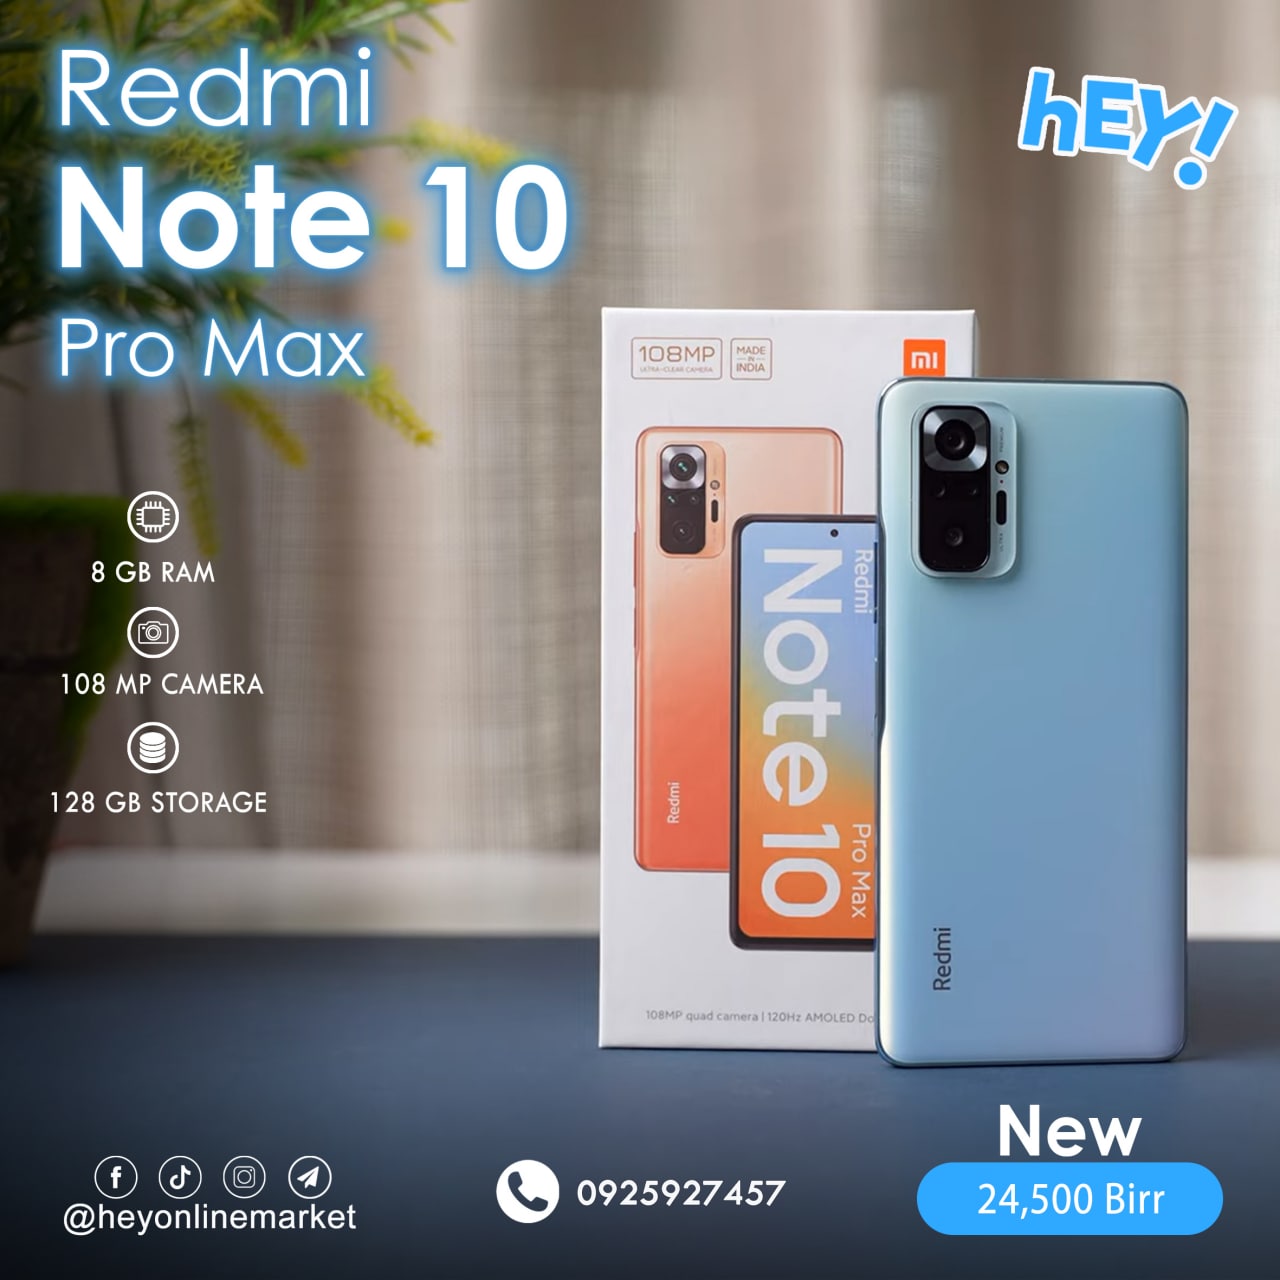 Redmi
Note 10
Pro Max
hEY!
8 GB RAM
108 MP CAMERA
128 GB STORAGE
108MP
ULTRA-CLEAR CAMERA
MADE
IN
INDIA
mi
Redmi
Note 10
Pro Max
Redmi
108MP quad camera | 120Hz AMOLED
PREMIUM
ULTRA
Redmi
New
24,500 Birr
@heyonlinemarket
0925927457